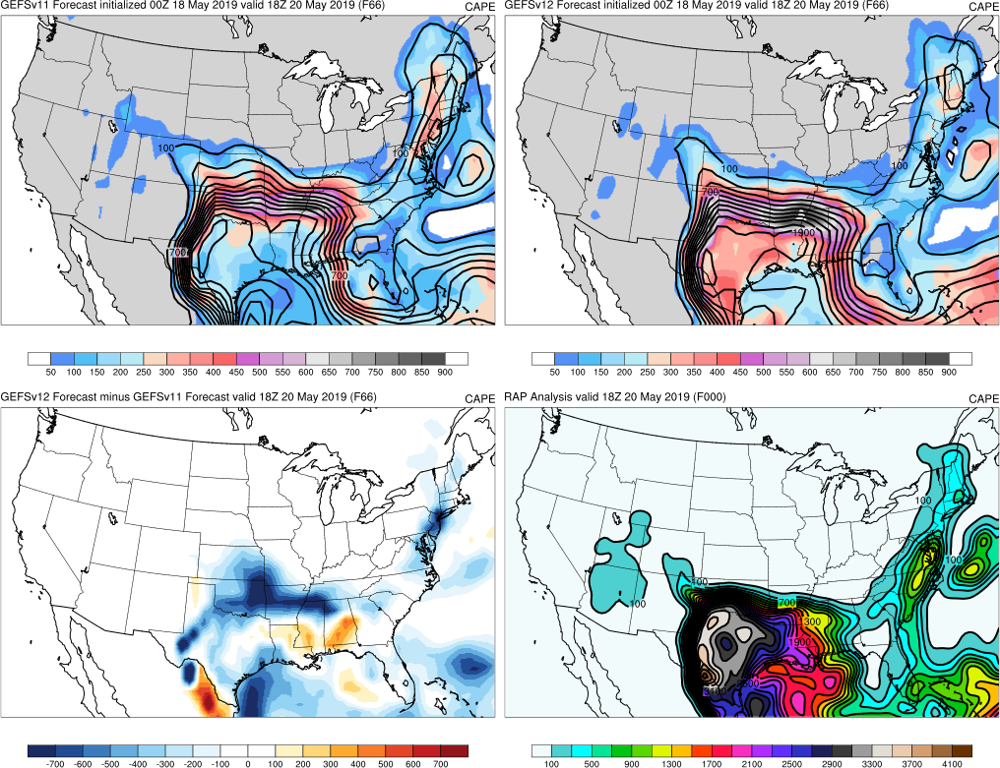 GEFSv11 Forecast initialized 00Z 18 May 2019 valid 18Z 20 May 2019 (F66) CAPE
100
100
700
700
50 100 150 200 250 300 350 400 450 500 550 600 650 700 750 800 850 900
GEFSv12 Forecast initialized 00Z 18 May 2019 valid 18Z 20 May 2019 (F66) CAPE
100
100
700
1900
50 100 150 200 250 300 350 400 450 500 550 600 650 700 750 800 850 900
GEFSv12 Forecast minus GEFSv11 Forecast valid 18Z 20 May 2019 (F66) CAPE
-700 -600 -500 -400 -300 -200 -100 0 100 200 300 400 500 600 700
RAP Analysis valid 18Z 20 May 2019 (F000) CAPE
100
100
100
100
700
1300
1900
3100
100 500 900 1300 1700 2100 2500 2900 3300 3700 4100